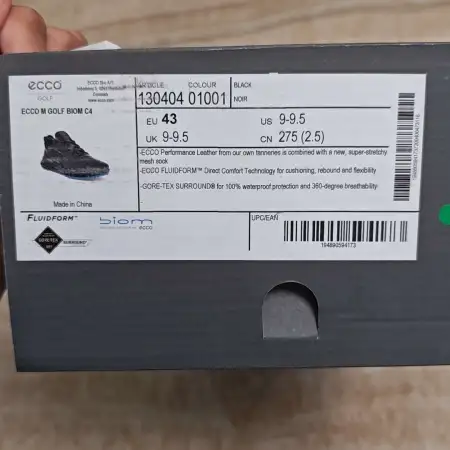 ecco
GOLF
ECCO Sko A/S
ARTICLE COLOUR
130404 01001
BLACK
NOIR
ECCO M GOLF BIOM C4
EU 43
US 9-9.5
UK 9-9.5
CN 275 (2.5)
-ECCO Performance Leather from our own tanneries is combined with a new, super-stretchy
mesh sock
-ECCO FLUIDFORM™ Direct Comfort Technology for cushioning, rebound and flexibility
-GORE-TEX SURROUND® for 100% waterproof protection and 360-degree breathability
Made in China
FLUIDFORM™
biom
ECCO
GORE-TEX
SURROUND
UPC/EAN
194890594173